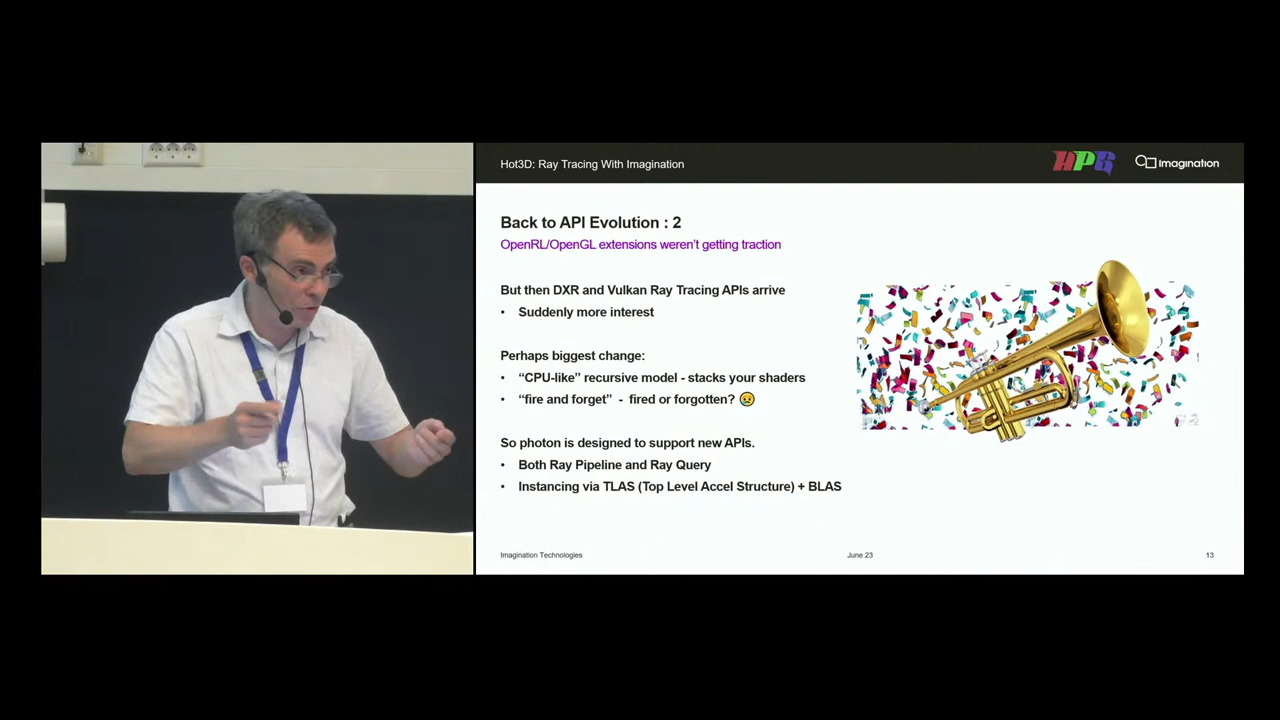 Hot3D: Ray Tracing With Imagination
HPG
Imagination
Back to API Evolution : 2
OpenRL/OpenGL extensions weren’t getting traction
But then DXR and Vulkan Ray Tracing APIs arrive
• Suddenly more interest
Perhaps biggest change:
• “CPU-like” recursive model - stacks your shaders
• “fire and forget” - fired or forgotten? 😢
So photon is designed to support new APIs.
• Both Ray Pipeline and Ray Query
• Instancing via TLAS (Top Level Accel Structure) + BLAS
Imagination Technologies
June 23
13